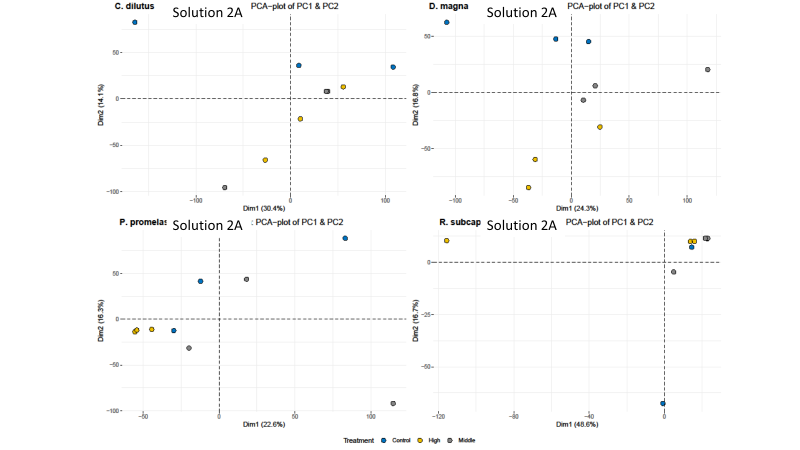 C. dilutus Solution 2A PCA-plot of PC1 & PC2
50
0
−50
−100
Dim2 (14.1%)
−100 0
Dim1 (30.4%)
D. magna Solution 2A PCA-plot of PC1 & PC2
50
0
−50
Dim2 (16.8%)
−100 −50 0 50 100
Dim1 (24.3%)
P. promelas Solution 2A : PCA-plot of PC1 & PC2
50
0
−50
−100
Dim2 (16.3%)
−50 0 50 100
Dim1 (22.6%)
R. subcap Solution 2A PCA-plot of PC1 & PC2
0
−25
−50
Dim2 (16.7%)
−120 −80 −40 0
Dim1 (48.6%)
Treatment Control High Middle